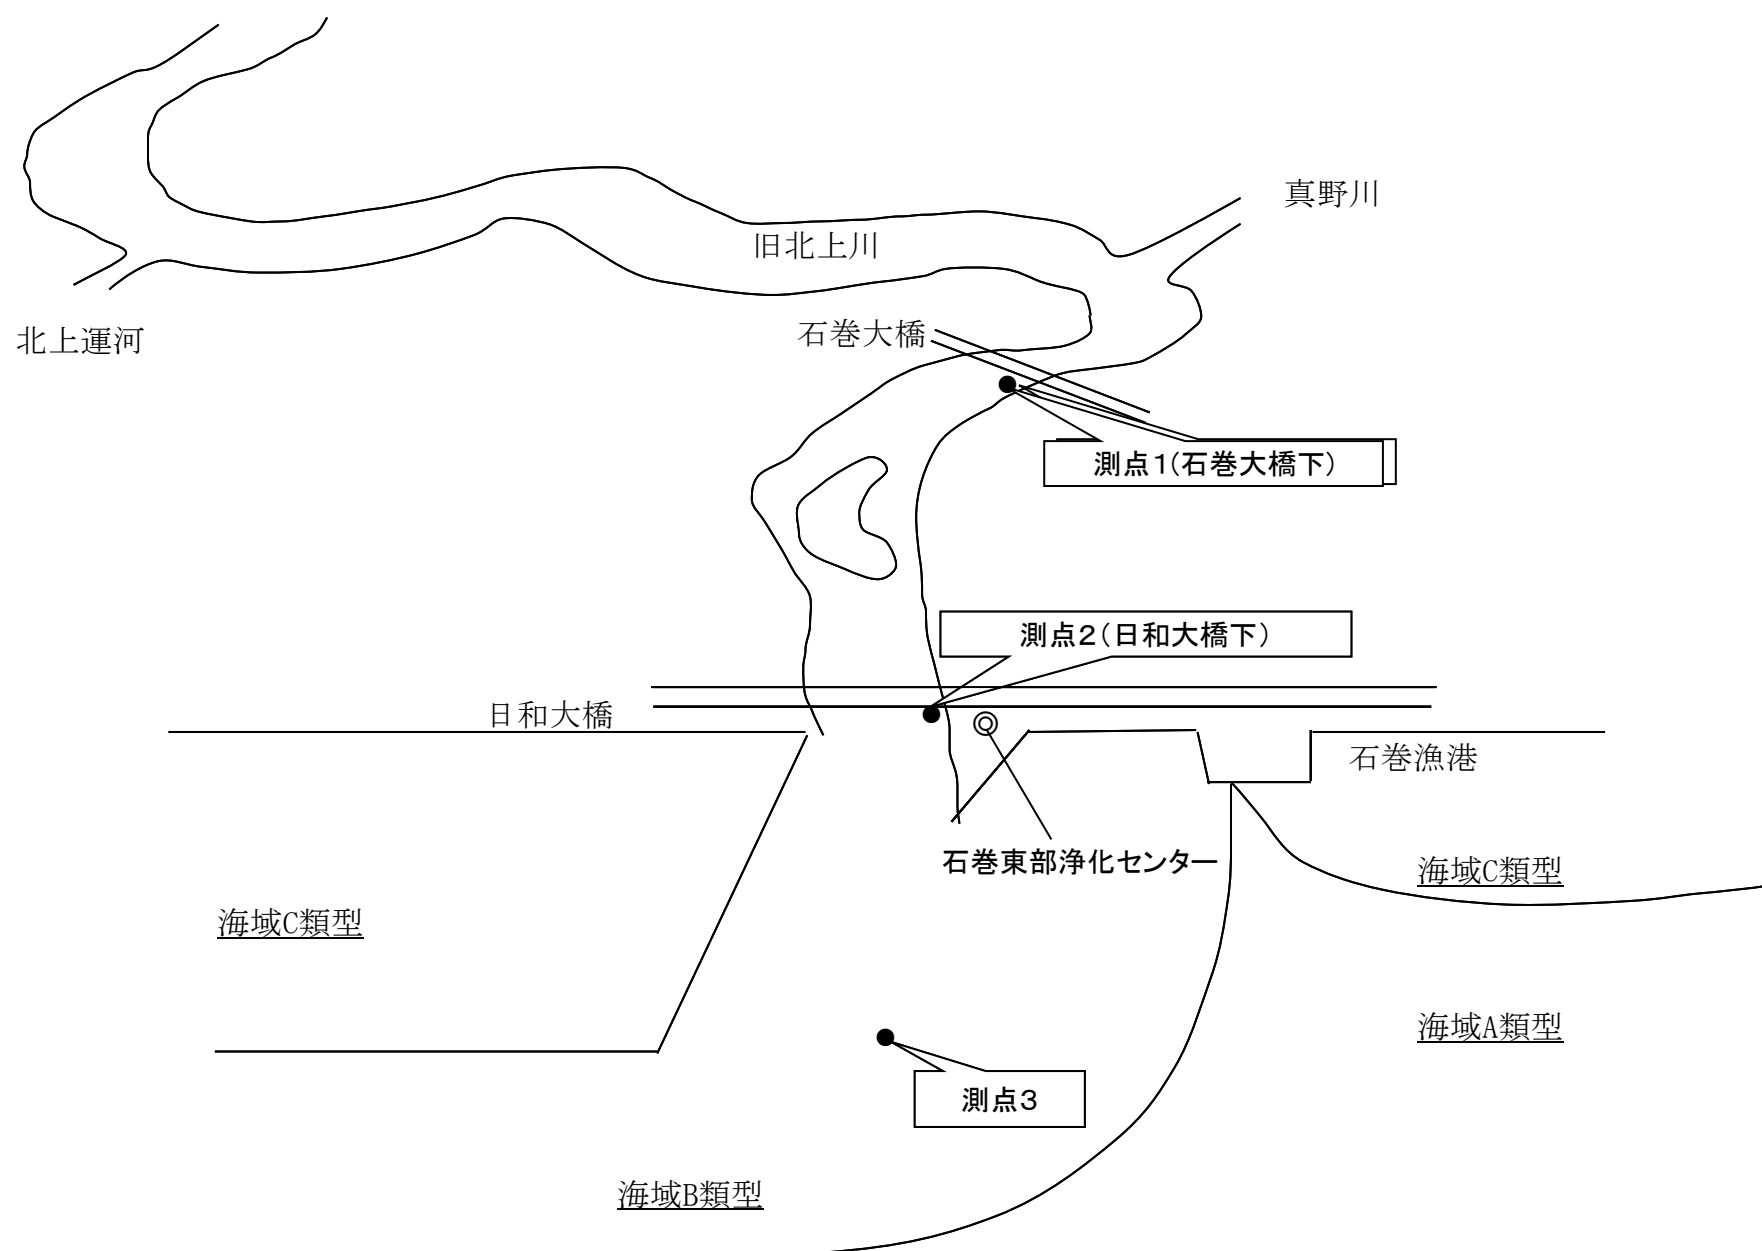 真野川
旧北上川
石巻大橋
北上運河
測点1(石巻大橋下)
測点2(日和大橋下)
日和大橋
石巻漁港
石巻東部浄化センター
海域C類型
海域C類型
海域A類型
測点3
海域B類型